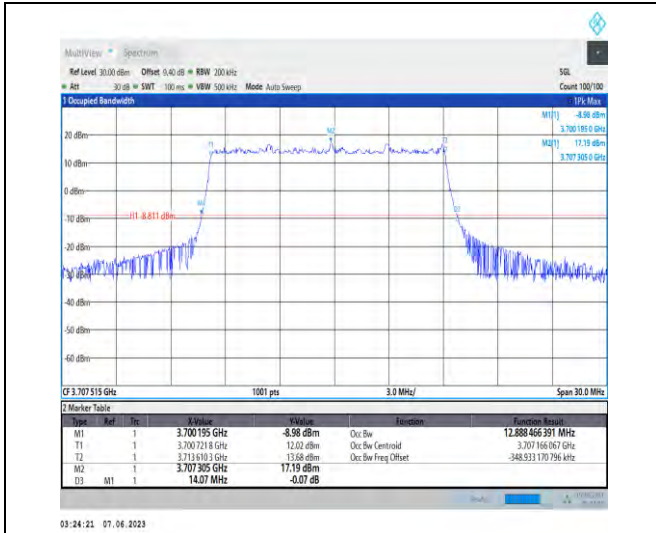 MultiView Spectrum
Ref Level 30.00 dBm Offset 9.40 dB RBW 200 kHz SGL
Att 30 dB SWT 100 ms VBW 500 kHz Mode Auto Sweep Count 100/100
1 Occupied Bandwidth 1Pk Max
M1[1] -8.98 dBm
3.700 195 0 GHz
M2[1] 17.19 dBm
3.707 305 0 GHz
20 dBm
T1
M2
10 dBm
0 dBm
M1
D3
-10 dBm
H1 -8.811 dBm
-20 dBm
-30 dBm
-40 dBm
-50 dBm
-60 dBm
CF 3.707 515 GHz 1001 pts 3.0 MHz/ Span 30.0 MHz
2 Marker Table
Type Ref Trc X-Value Y-Value Function Function Result
M1 1 3.700195 GHz -8.98 dBm Occ Bw 12.888 466 391 MHz
T1 1 3.700 721 8 GHz 12.02 dBm Occ Bw Centroid 3.707 166 067 GHz
T2 1 3.713 610 3 GHz 13.68 dBm Occ Bw Freq Offset -348.933 170 796 kHz
M2 1 3.707305 GHz 17.19 dBm
D3 M1 1 14.07 MHz -0.07 dB
03:24:21 07.06.2023